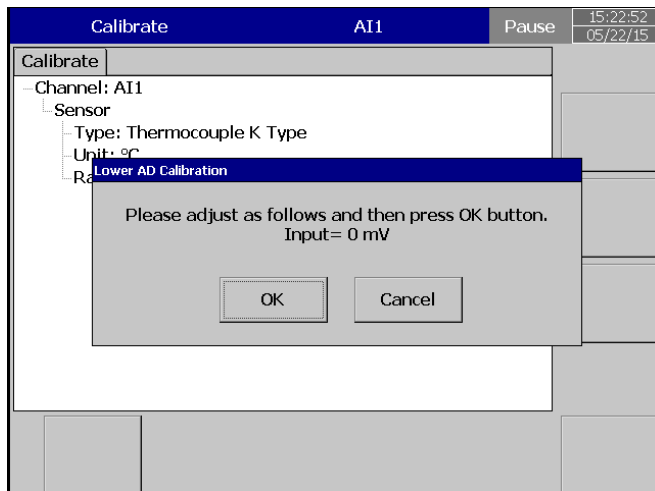 Calibrate AI1 Pause 15:22:52
05/22/15
Calibrate
Channel: AI1
Sensor
Type: Thermocouple K Type
Unit: °C
Lower AD Calibration
Please adjust as follows and then press OK button.
Input= 0 mV
OK Cancel